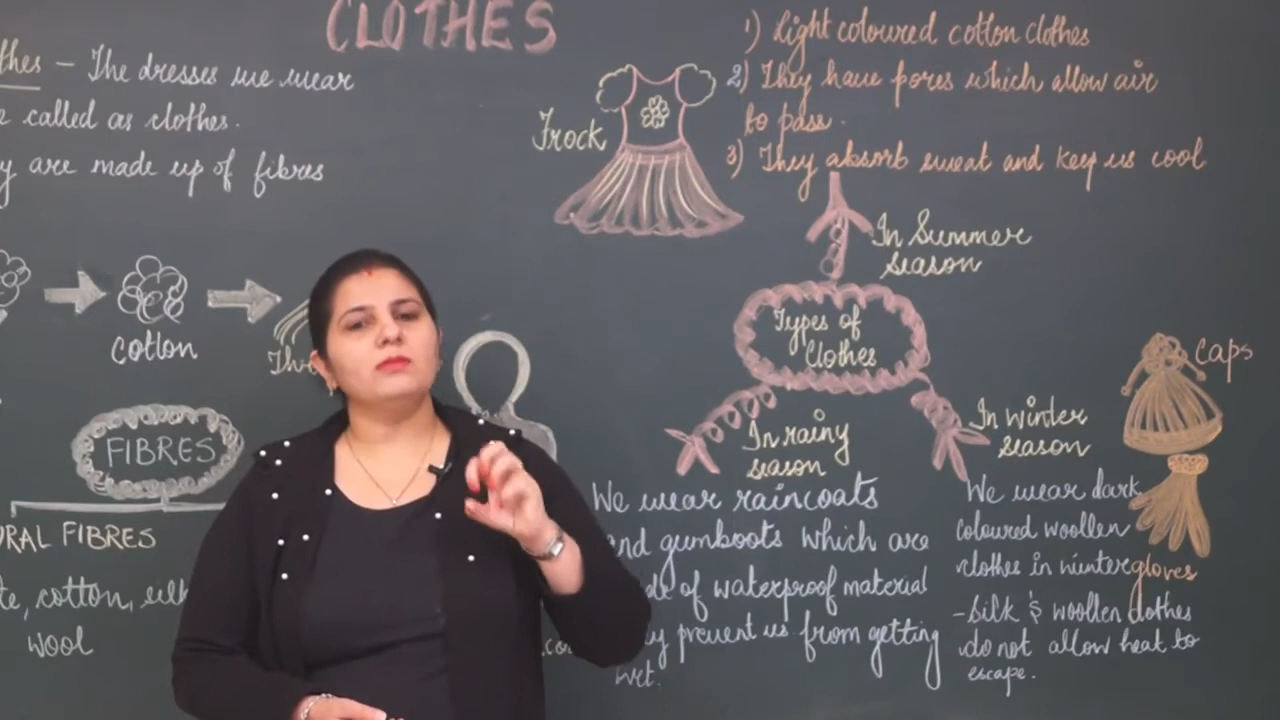 CLOTHES
thes - The dresses we wear
e called as clothes.
y are made up of fibres
Cotton
FIBRES
RAL FIBRES
te, cotton, silk
Wool
Frock
1) Light coloured cotton clothes
2) They have pores which allow air
to pass.
3) They absorb sweat and keep us cool
In Summer
season
Types of
Clothes
In rainy
season
We wear raincoats
and gumboots which are
de of waterproof material
y prevent us from getting
wet.
In winter
season
We wear dark
coloured woollen
clothes in winter
- Silk & woollen clothes
do not allow heat to
escape.
Caps
gloves